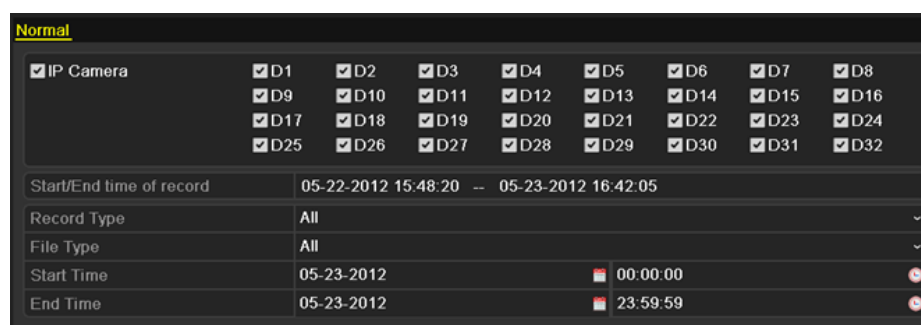 Normal
IP Camera D1 D2 D3 D4 D5 D6 D7 D8
D9 D10 D11 D12 D13 D14 D15 D16
D17 D18 D19 D20 D21 D22 D23 D24
D25 D26 D27 D28 D29 D30 D31 D32
Start/End time of record 05-22-2012 15:48:20 -- 05-23-2012 16:42:05
Record Type All
File Type All
Start Time 05-23-2012 00:00:00
End Time 05-23-2012 23:59:59